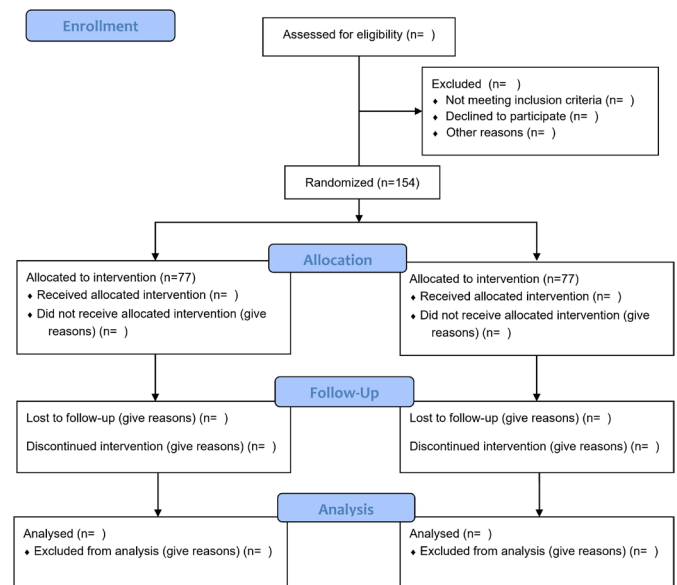 Enrollment
Assessed for eligibility (n=  )
Excluded  (n=  )
♦ Not meeting inclusion criteria (n=  )
♦ Declined to participate (n=  )
♦ Other reasons (n=  )
Randomized (n=154)
Allocation
Allocated to intervention (n=77)
♦ Received allocated intervention (n=  )
♦ Did not receive allocated intervention (give
reasons) (n=  )
Allocated to intervention (n=77)
♦ Received allocated intervention (n=  )
♦ Did not receive allocated intervention (give
reasons) (n=  )
Follow-Up
Lost to follow-up (give reasons) (n=  )
Discontinued intervention (give reasons) (n=  )
Lost to follow-up (give reasons) (n=  )
Discontinued intervention (give reasons) (n=  )
Analysis
Analysed (n=  )
♦ Excluded from analysis (give reasons) (n=  )
Analysed (n=  )
♦ Excluded from analysis (give reasons) (n=  )